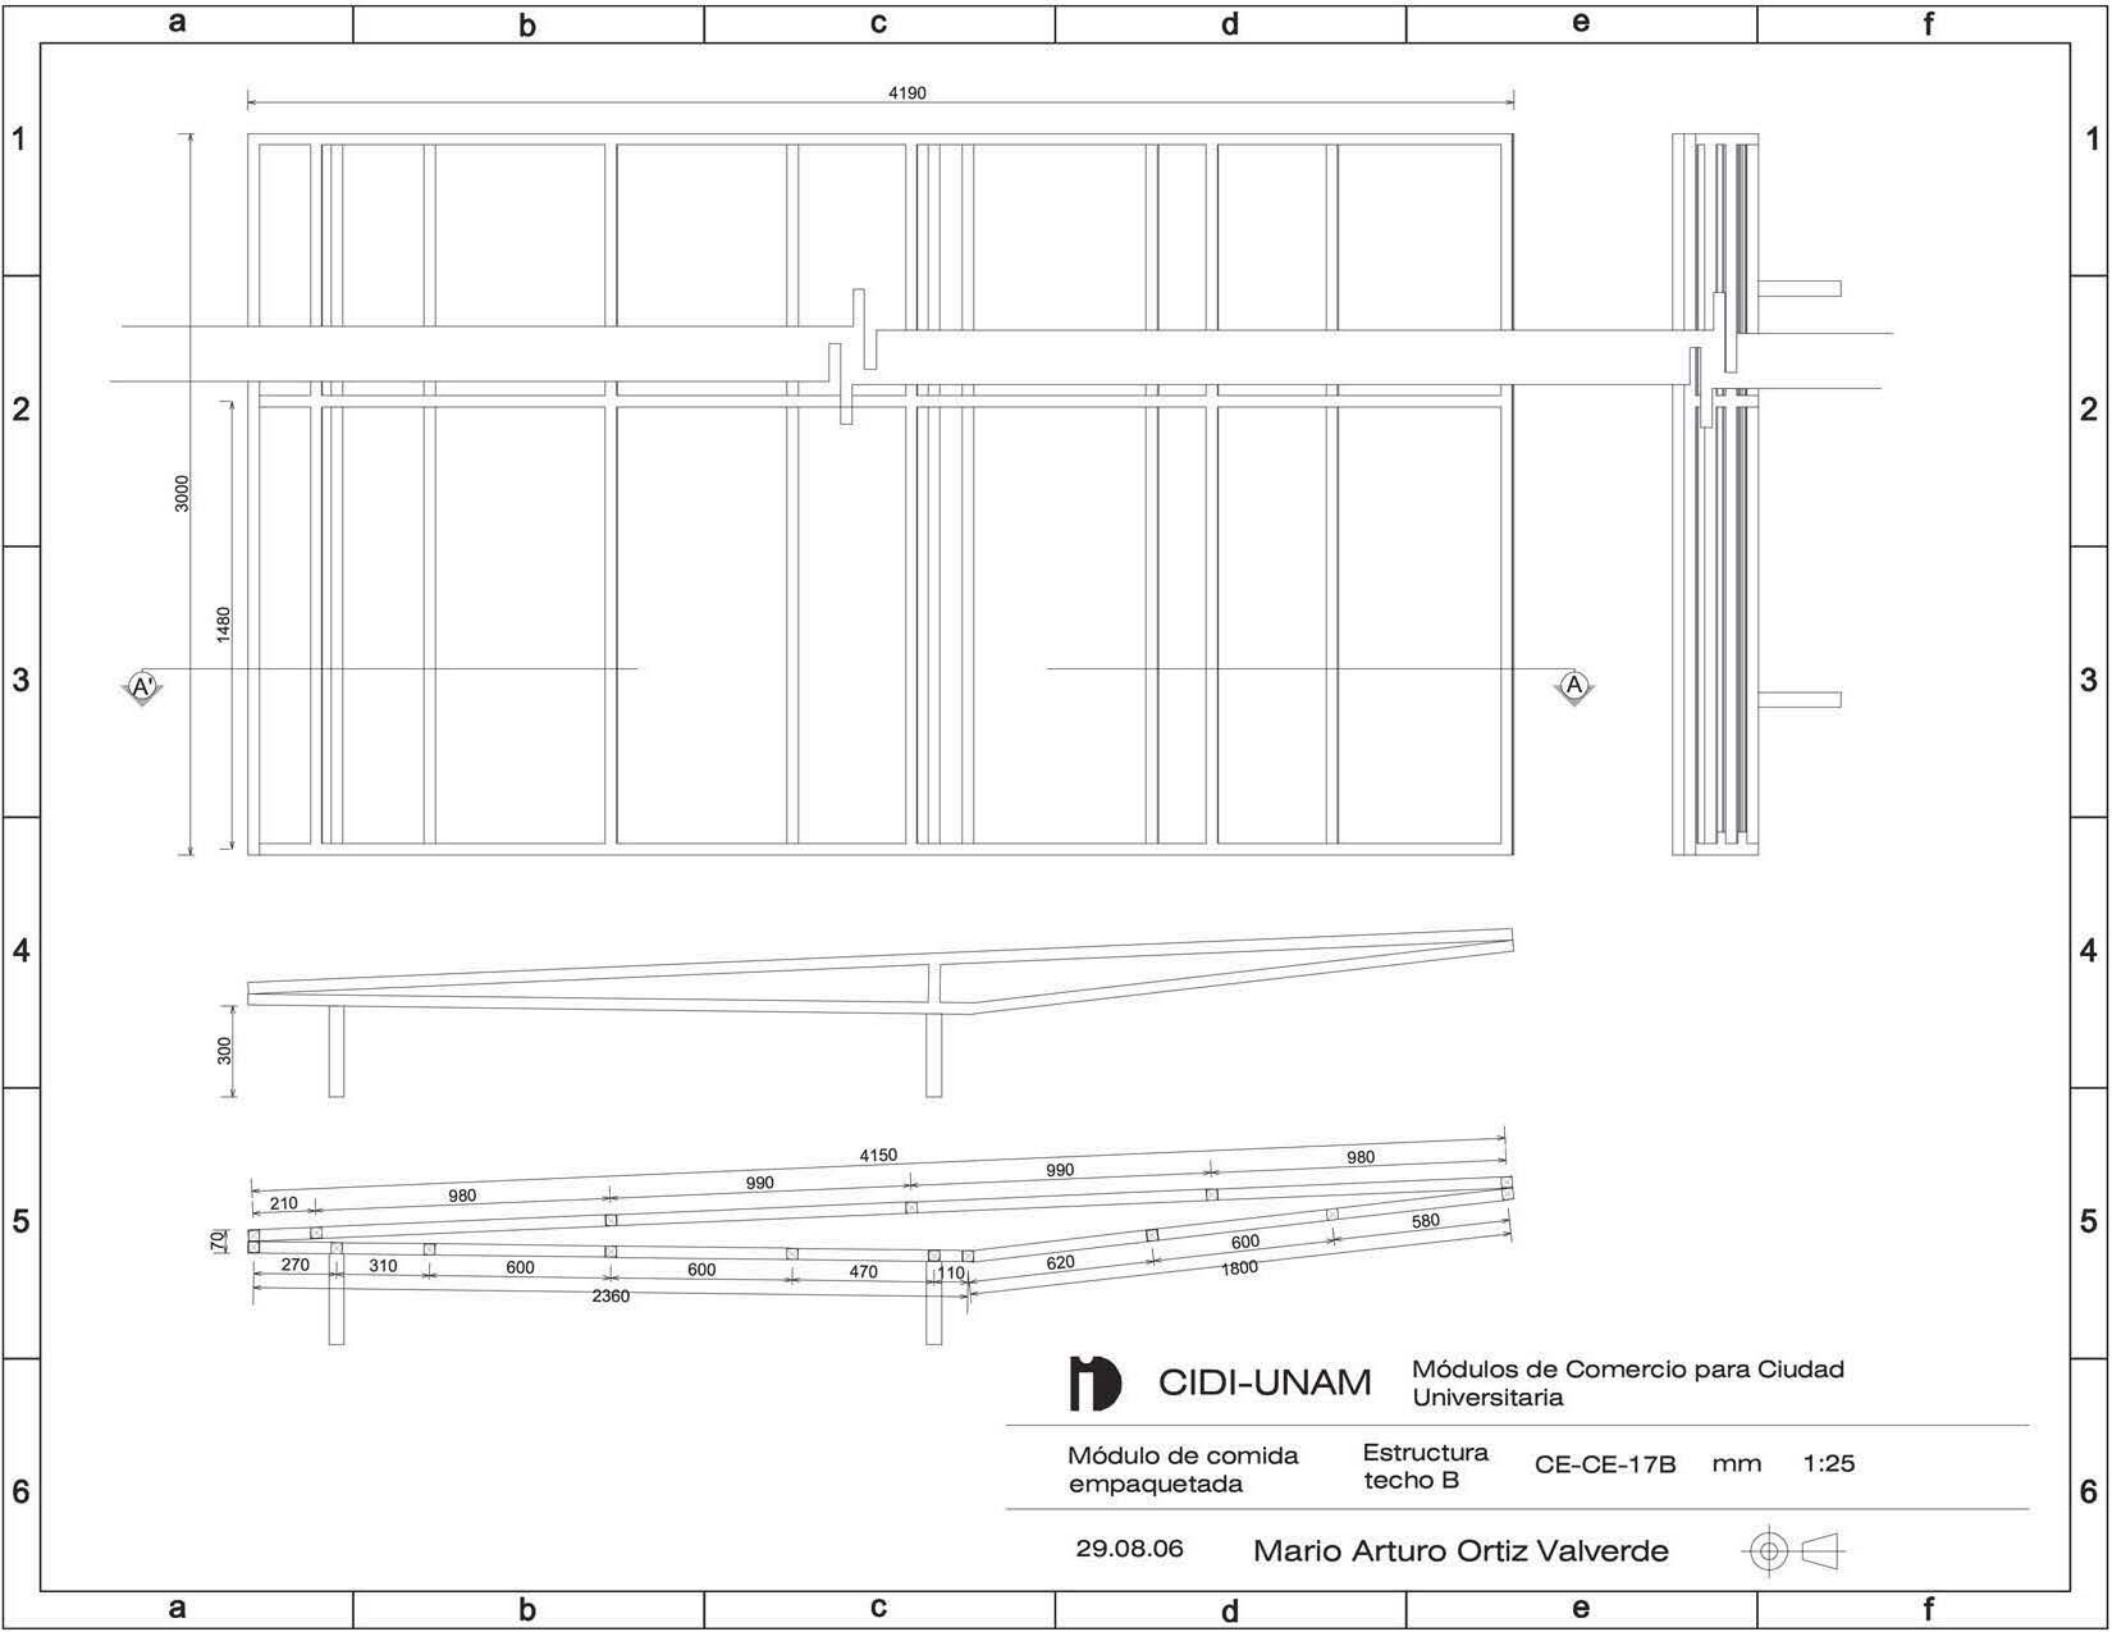 a b c d e f
4190
1 1
2 2
3000
1480
3 A' A 3
4 4
300
4150
990 980
210 980 990
5 5
70
580
600
270 310 600 600 470 110 620
1800
2360
CIDI-UNAM
Módulos de Comercio para Ciudad
Universitaria
Módulo de comida
empaquetada
Estructura
techo B
CE-CE-17B mm 1:25
6 6
29.08.06 Mario Arturo Ortiz Valverde
a b c d e f